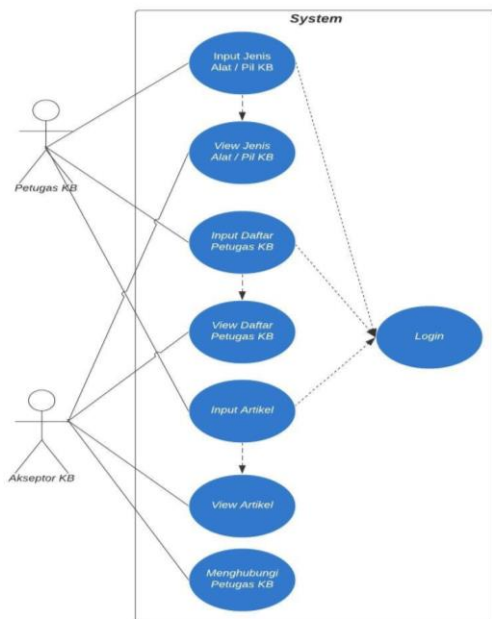 System
Input Jenis
Alat / Pil KB
View Jenis
Alat / Pil KB
Petugas KB
Input Daftar
Petugas KB
View Daftar
Petugas KB
Login
Input Artikel
Akseptor KB
View Artikel
Menghubungi
Petugas KB